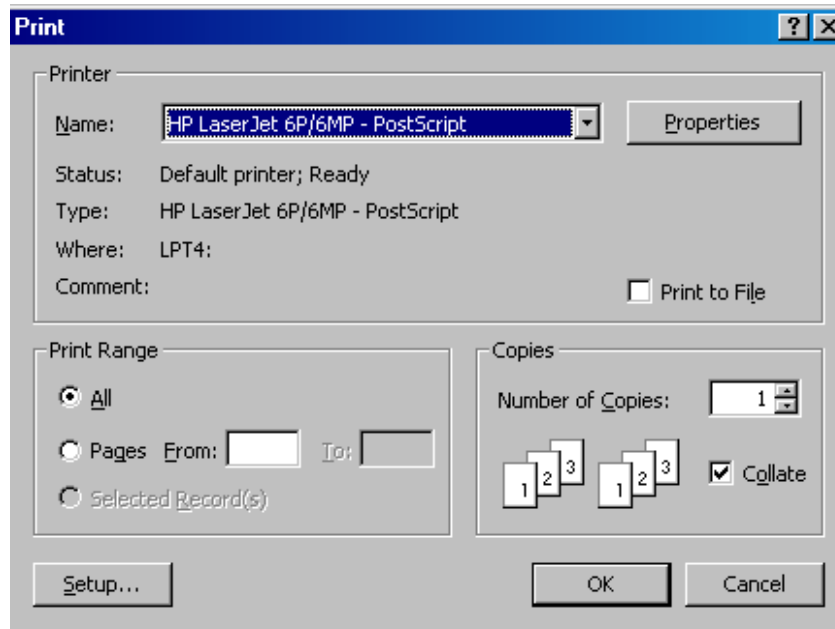 Print
Printer
Name: HP LaserJet 6P/6MP - PostScript Properties
Status: Default printer; Ready
Type: HP LaserJet 6P/6MP - PostScript
Where: LPT4:
Comment:
Print to File
Print Range
All
Pages From: To:
Selected Record(s)
Copies
Number of Copies: 1
1 2 3 1 2 3
Collate
Setup... OK Cancel